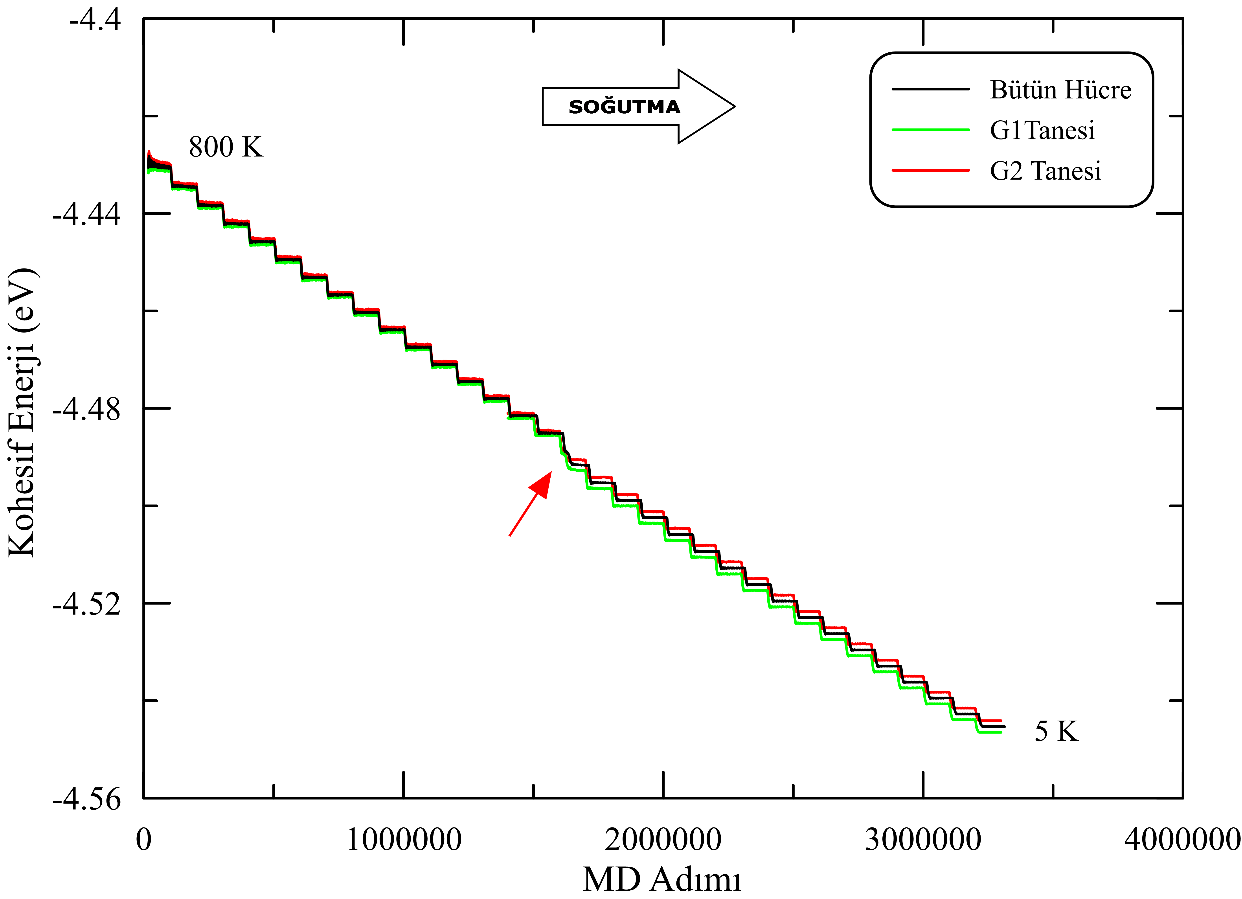 -4.4
-4.44
-4.48
-4.52
-4.56
Kohesif Enerji (eV)
800 K
SOĞUTMA
Bütün Hücre
G1Tanesi
G2 Tanesi
5 K
0
1000000
2000000
3000000
4000000
MD Adımı